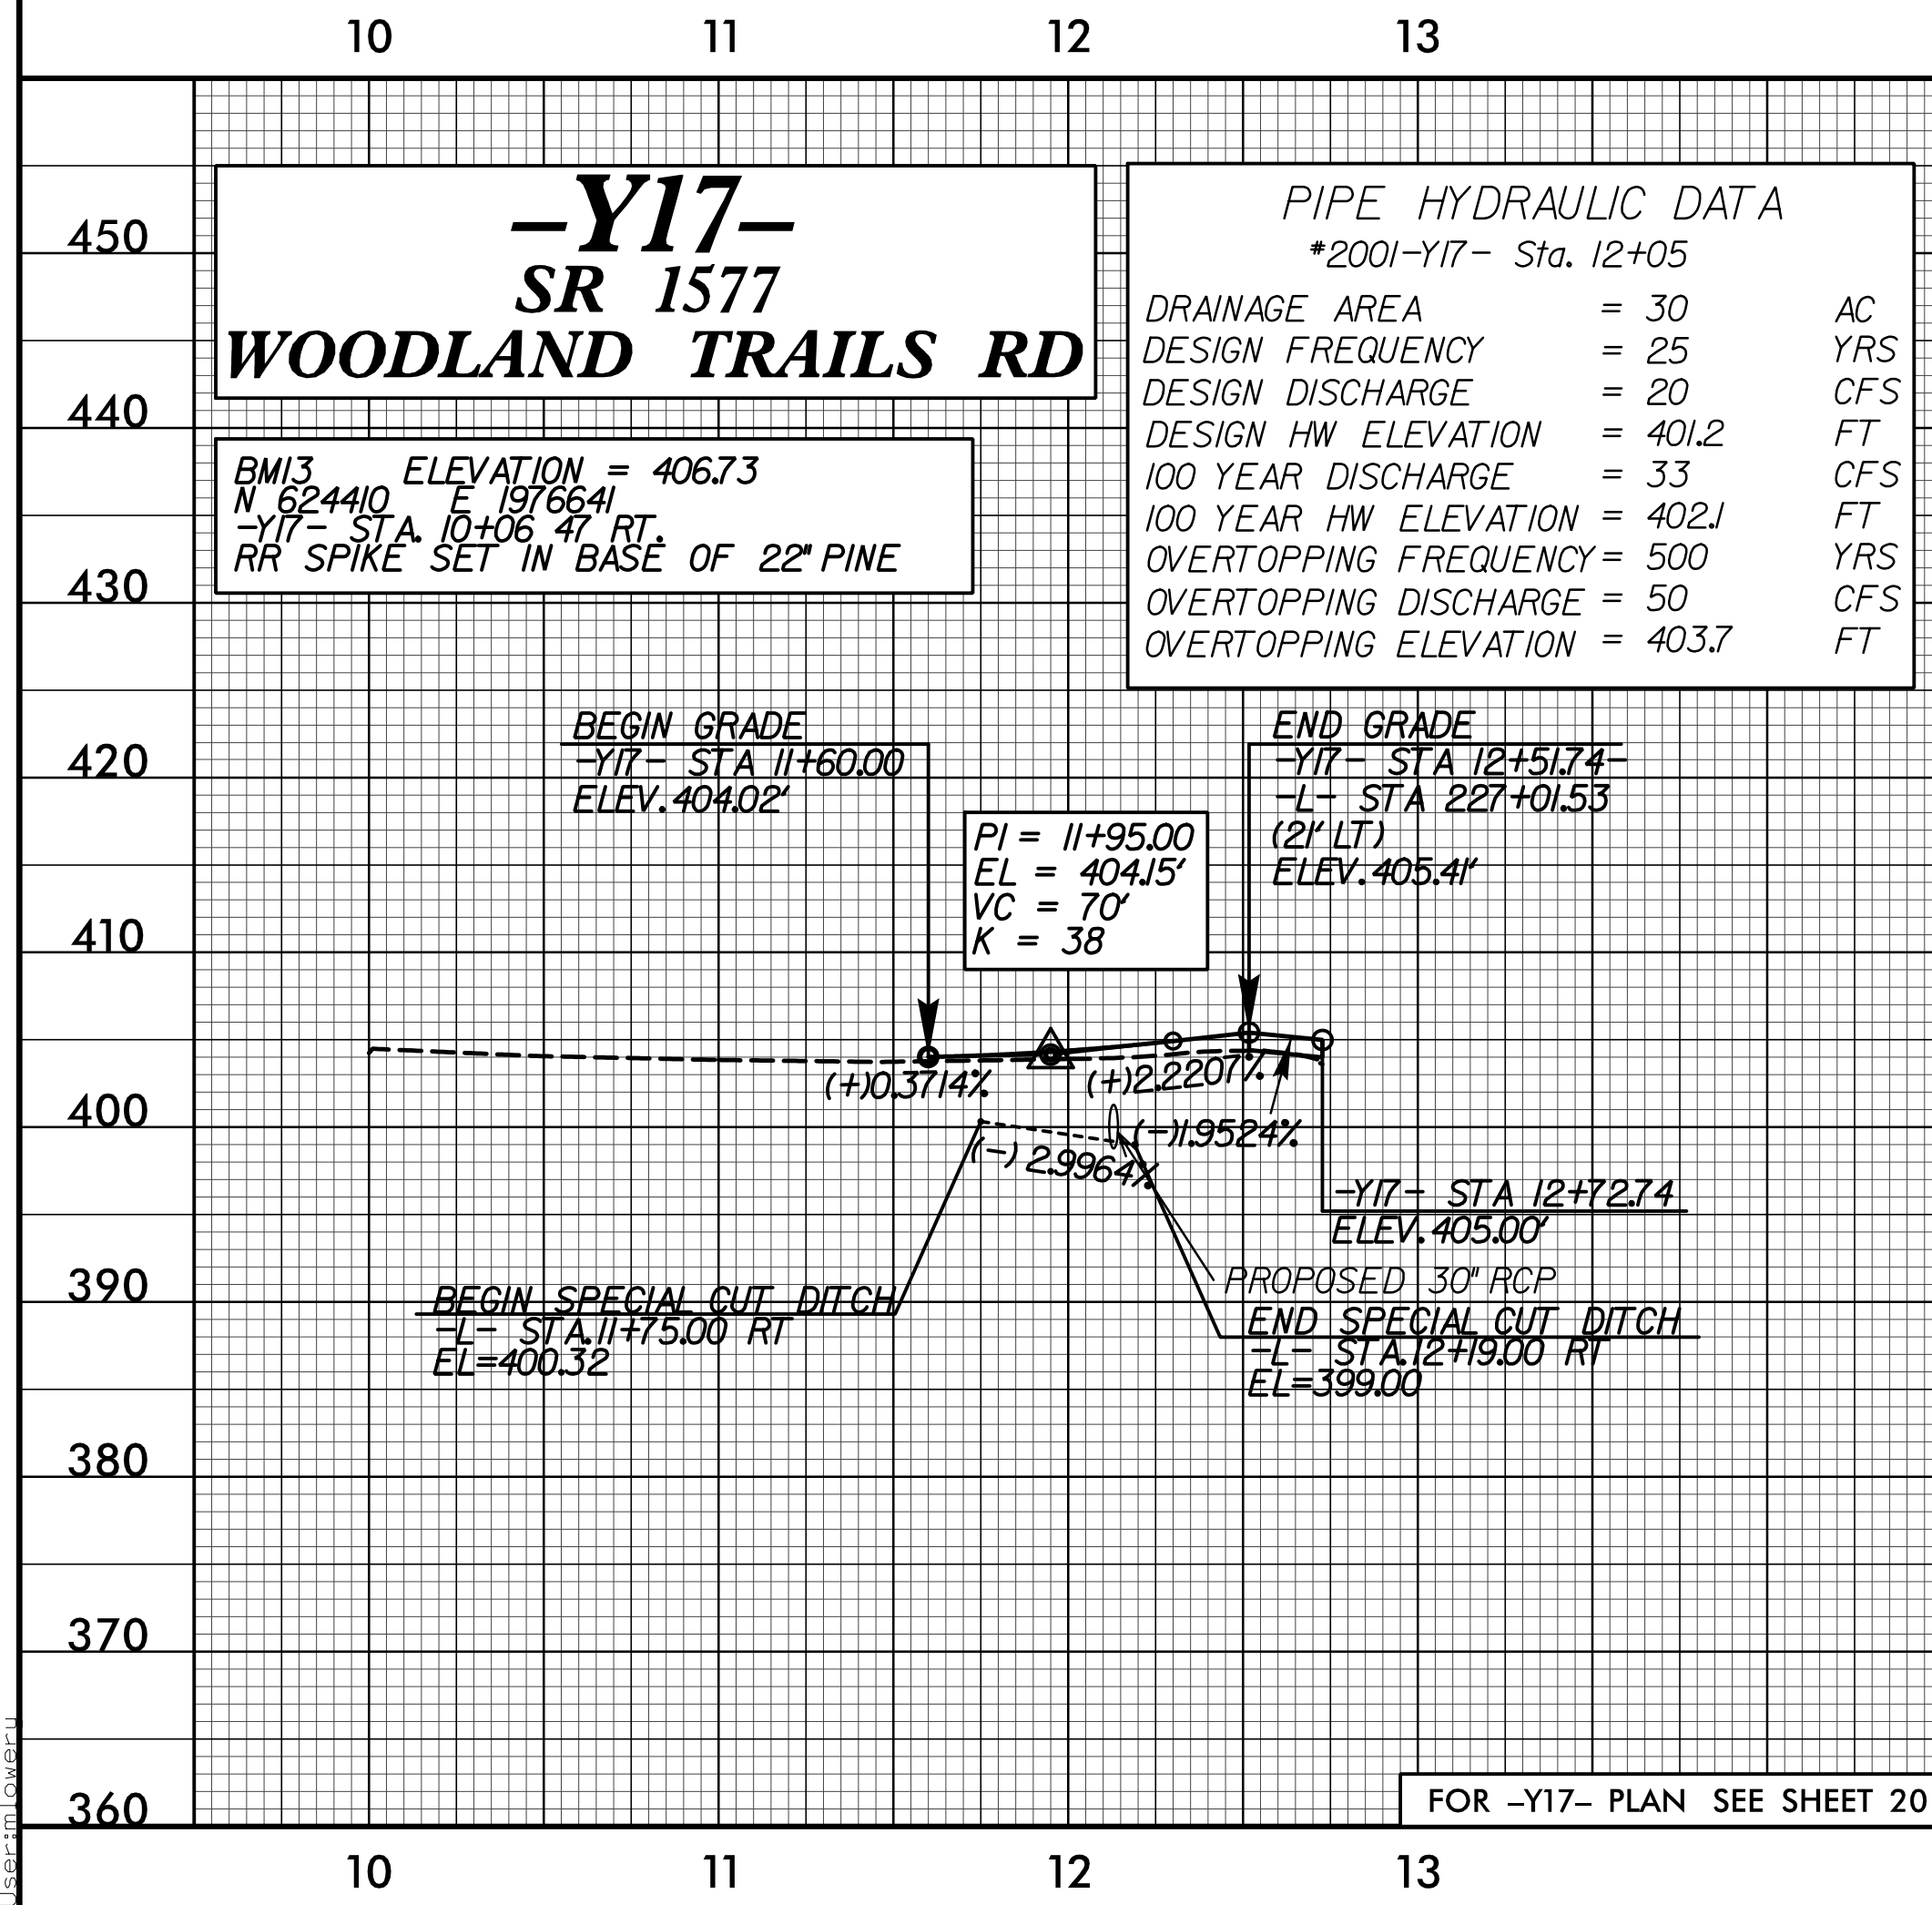 10 11 12 13
450
440
430
420
410
400
390
380
370
360
–Y17–
SR 1577
WOODLAND TRAILS RD
BM13 ELEVATION = 406.73
N 624410 E 1976641
-Y17- STA. 10+06 47 RT.
RR SPIKE SET IN BASE OF 22" PINE
PIPE HYDRAULIC DATA
#2001-Y17- Sta. 12+05
DRAINAGE AREA = 30 AC
DESIGN FREQUENCY = 25 YRS
DESIGN DISCHARGE = 20 CFS
DESIGN HW ELEVATION = 401.2 FT
100 YEAR DISCHARGE = 33 CFS
100 YEAR HW ELEVATION = 402.1 FT
OVERTOPPING FREQUENCY = 500 YRS
OVERTOPPING DISCHARGE = 50 CFS
OVERTOPPING ELEVATION = 403.7 FT
BEGIN GRADE
-Y17- STA 11+60.00
ELEV. 404.02'
PI = 11+95.00
EL = 404.15'
VC = 70'
K = 38
END GRADE
-Y17- STA 12+51.74-
-L- STA 227+01.53
(21' LT)
ELEV. 405.41'
(+)0.3714%
(+)2.2207%
(-)1.9524%
(-) 2.9964%
-Y17- STA 12+72.74
ELEV. 405.00'
PROPOSED 30" RCP
BEGIN SPECIAL CUT DITCH
-L- STA. 11+75.00 RT
EL=400.32
END SPECIAL CUT DITCH
-L- STA. 12+19.00 RT
EL=399.00
FOR –Y17– PLAN SEE SHEET 20
10 11 12 13
User:mlowery